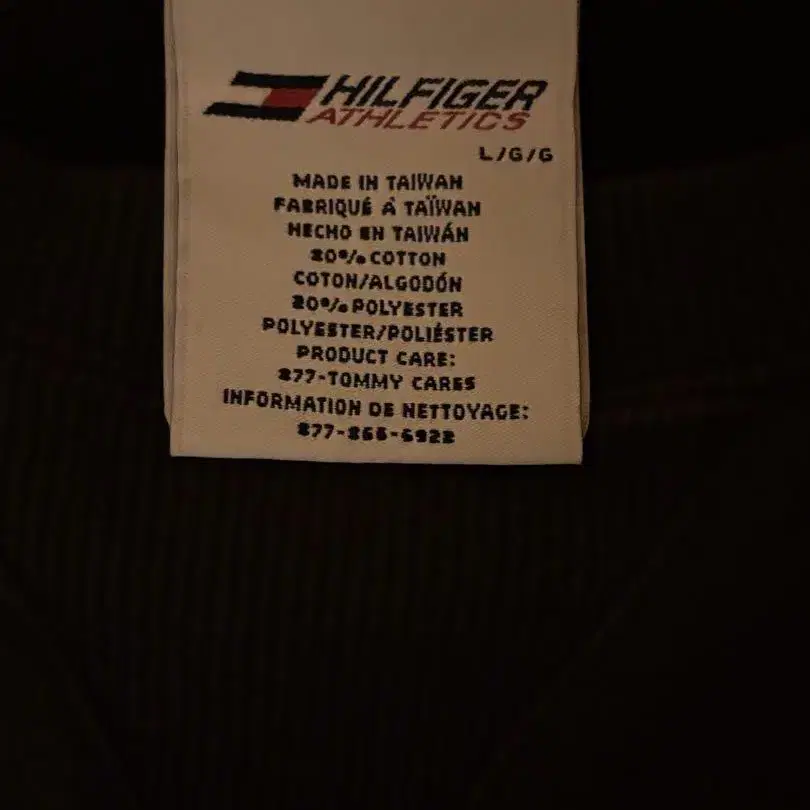 HILFIGER
ATHLETICS
L/G/G
MADE IN TAIWAN
FABRIQUÉ À TAÏWAN
HECHO EN TAIWÁN
80% COTTON
COTON/ALGODÓN
20% POLYESTER
POLYESTER/POLIÉSTER
PRODUCT CARE:
877-TOMMY CARES
INFORMATION DE NETTOYAGE:
877-866-6922